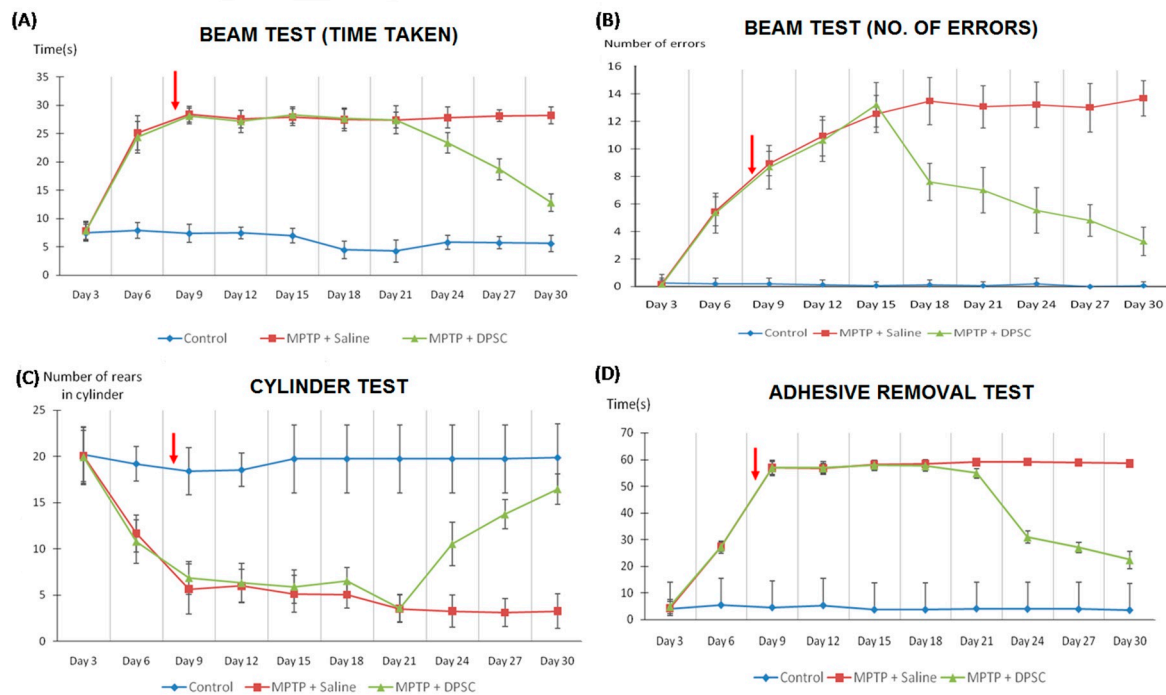 (A)
BEAM TEST (TIME TAKEN)
Time(s)
35
30
25
20
15
10
5
0
Day 3 Day 6 Day 9 Day 12 Day 15 Day 18 Day 21 Day 24 Day 27 Day 30
Control MPTP + Saline MPTP + DPSC
(B)
BEAM TEST (NO. OF ERRORS)
Number of errors
16
14
12
10
8
6
4
2
0
Day 3 Day 6 Day 9 Day 12 Day 15 Day 18 Day 21 Day 24 Day 27 Day 30
Control MPTP + Saline MPTP + DPSC
(C)
Number of rears
in cylinder
CYLINDER TEST
25
20
15
10
5
0
Day 3 Day 6 Day 9 Day 12 Day 15 Day 18 Day 21 Day 24 Day 27 Day 30
Control MPTP + Saline MPTP + DPSC
(D)
ADHESIVE REMOVAL TEST
Time(s)
70
60
50
40
30
20
10
0
Day 3 Day 6 Day 9 Day 12 Day 15 Day 18 Day 21 Day 24 Day 27 Day 30
Control MPTP + Saline MPTP + DPSC